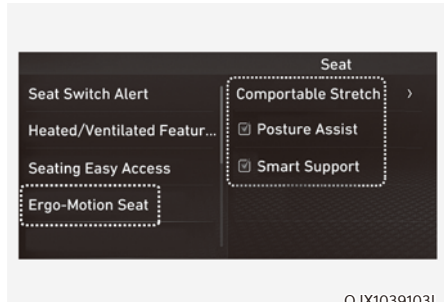 Seat
Seat Switch Alert
Heated/Ventilated Featur...
Seating Easy Access
Ergo-Motion Seat
Comportable Stretch >
Posture Assist
Smart Support